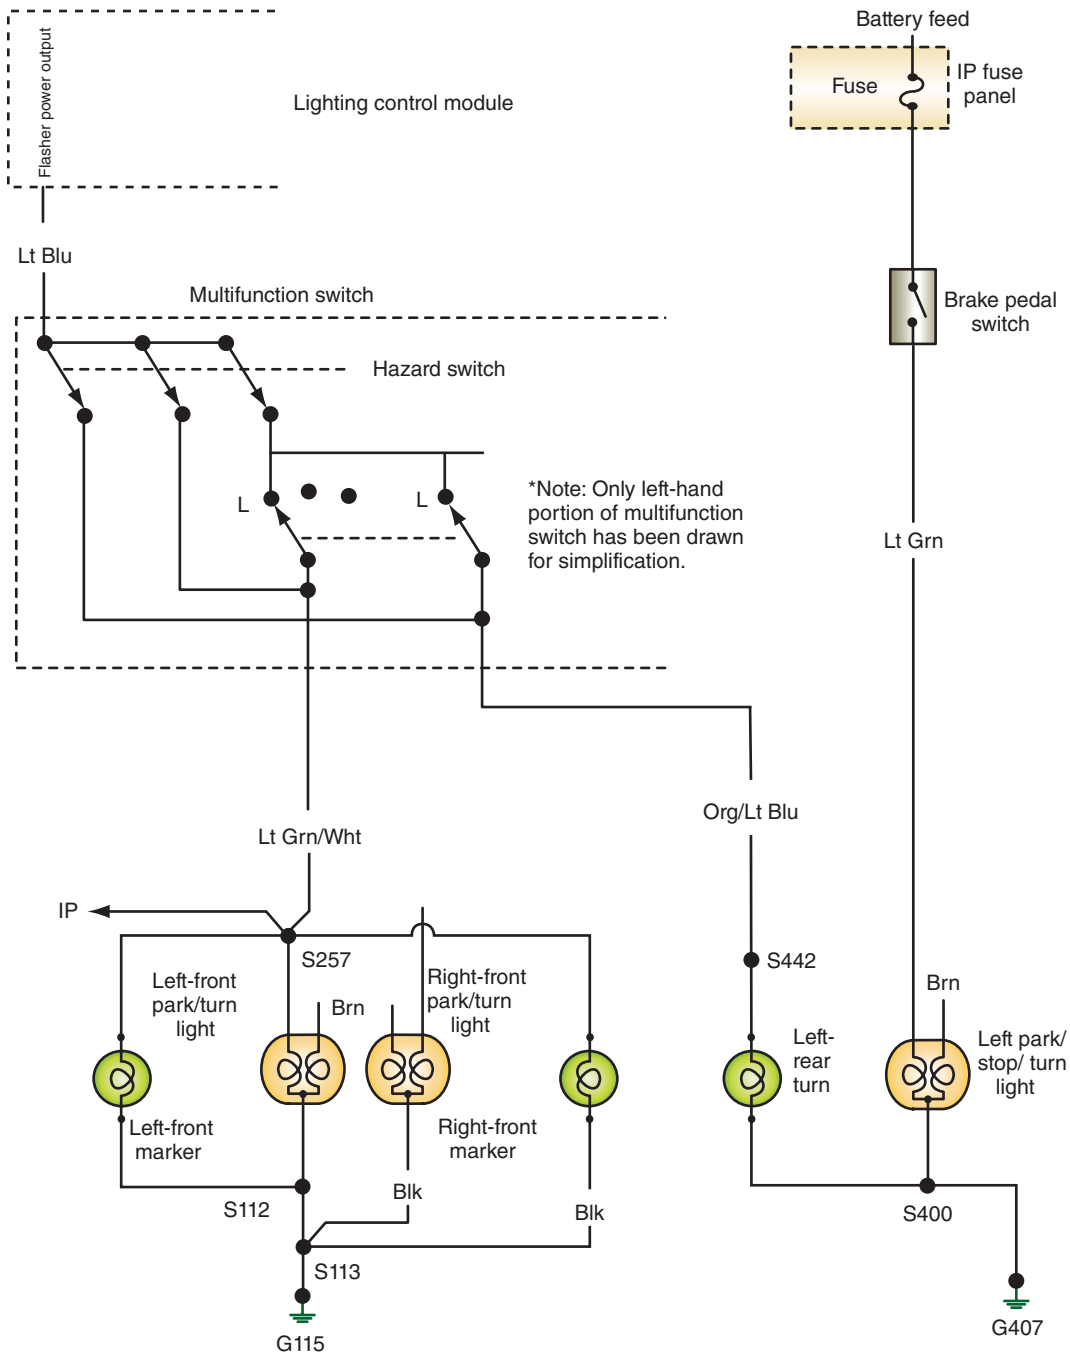 Battery feed
Flasher power output
Lighting control module
Fuse
IP fuse
panel
Lt Blu
Multifunction switch
Brake pedal
switch
Hazard switch
L
L
*Note: Only left-hand
portion of multifunction
switch has been drawn
for simplification.
Lt Grn
Org/Lt Blu
Lt Grn/Wht
IP
S257
S442
Left-front
park/turn
light
Brn
Right-front
park/turn
light
Brn
Left-
rear
turn
Left park/
stop/ turn
light
Left-front
marker
Right-front
marker
S112
Blk
Blk
S400
S113
G115
G407